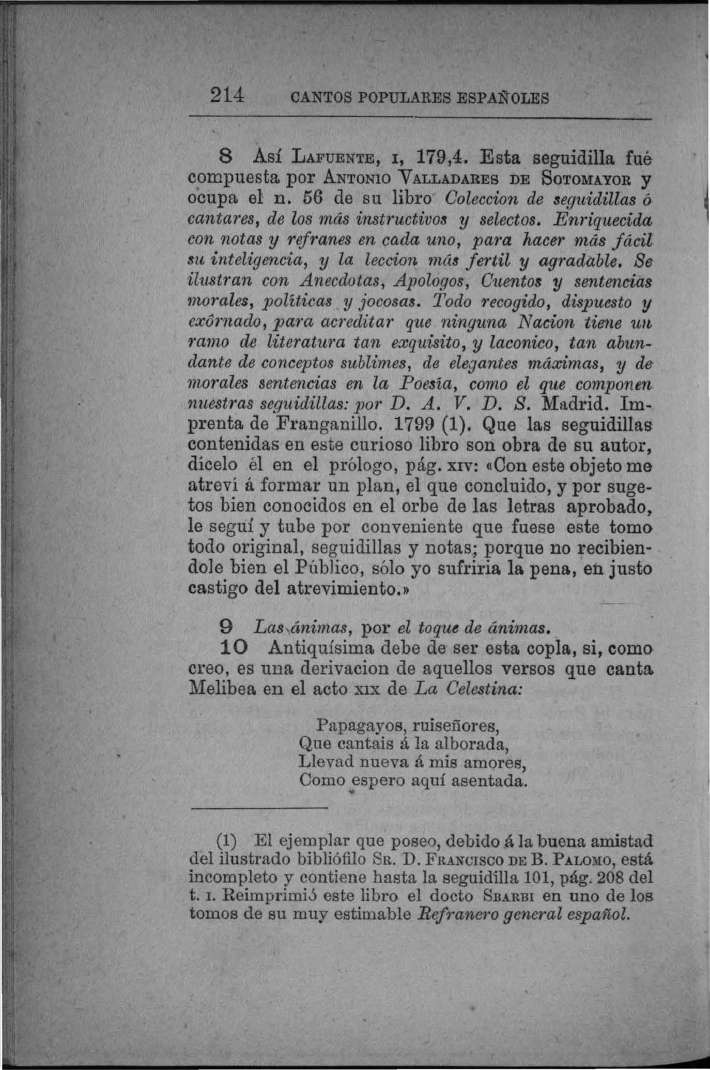 214 CANTOS POPULARES ESPAÑOLES
8 Así LAFUENTE, I, 179,4. Esta seguidilla fué
compuesta por ANTONIO VALLADARES DE SOTOMAYOR y
ocupa el n. 56 de su libro Coleccion de seguidillas ó
cantares, de los más instructivos y selectos. Enriquecida
con notas y refranes en cada uno, para hacer más fácil
su inteligencia, y la leccion más fertil y agradable. Se
ilustran con Anecdotas, Apologos, Cuentos y sentencias
morales, políticas y jocosas. Todo recogido, dispuesto y
exôrnado, para acreditar que ninguna Nacion tiene un
ramo de literatura tan exquisito, y laconico, tan abun-
dante de conceptos sublimes, de elegantes máximas, y de
morales sentencias en la Poesía, como el que componen
nuestras seguidillas: por D. A. V. D. S. Madrid. Im-
prenta de Franganillo. 1799 (1). Que las seguidillas
contenidas en este curioso libro son obra de su autor,
dícelo él en el prólogo, pág. XIV: «Con este objeto me
atreví á formar un plan, el que concluido, y por suge-
tos bien conocidos en el orbe de las letras aprobado,
le seguí y tube por conveniente que fuese este tomo
todo original, seguidillas y notas; porque no recibien-
dole bien el Público, sólo yo sufriria la pena, en justo
castigo del atrevimiento.»
9 Las ánimas, por el toque de ánimas.
10 Antiquísima debe de ser esta copla, si, como
creo, es una derivacion de aquellos versos que canta
Melibea en el acto XIX de La Celestina:
Papagayos, ruiseñores,
Que cantais á la alborada,
Llevad nueva á mis amores,
Como espero aquí asentada.
(1) El ejemplar que poseo, debido á la buena amistad
del ilustrado bibliófilo SR. D. FRANCISCO DE B. PALOMO, está
incompleto y contiene hasta la seguidilla 101, pág. 208 del
t. I. Reimprimió este libro el docto SBARBI en uno de los
tomos de su muy estimable Refranero general español.